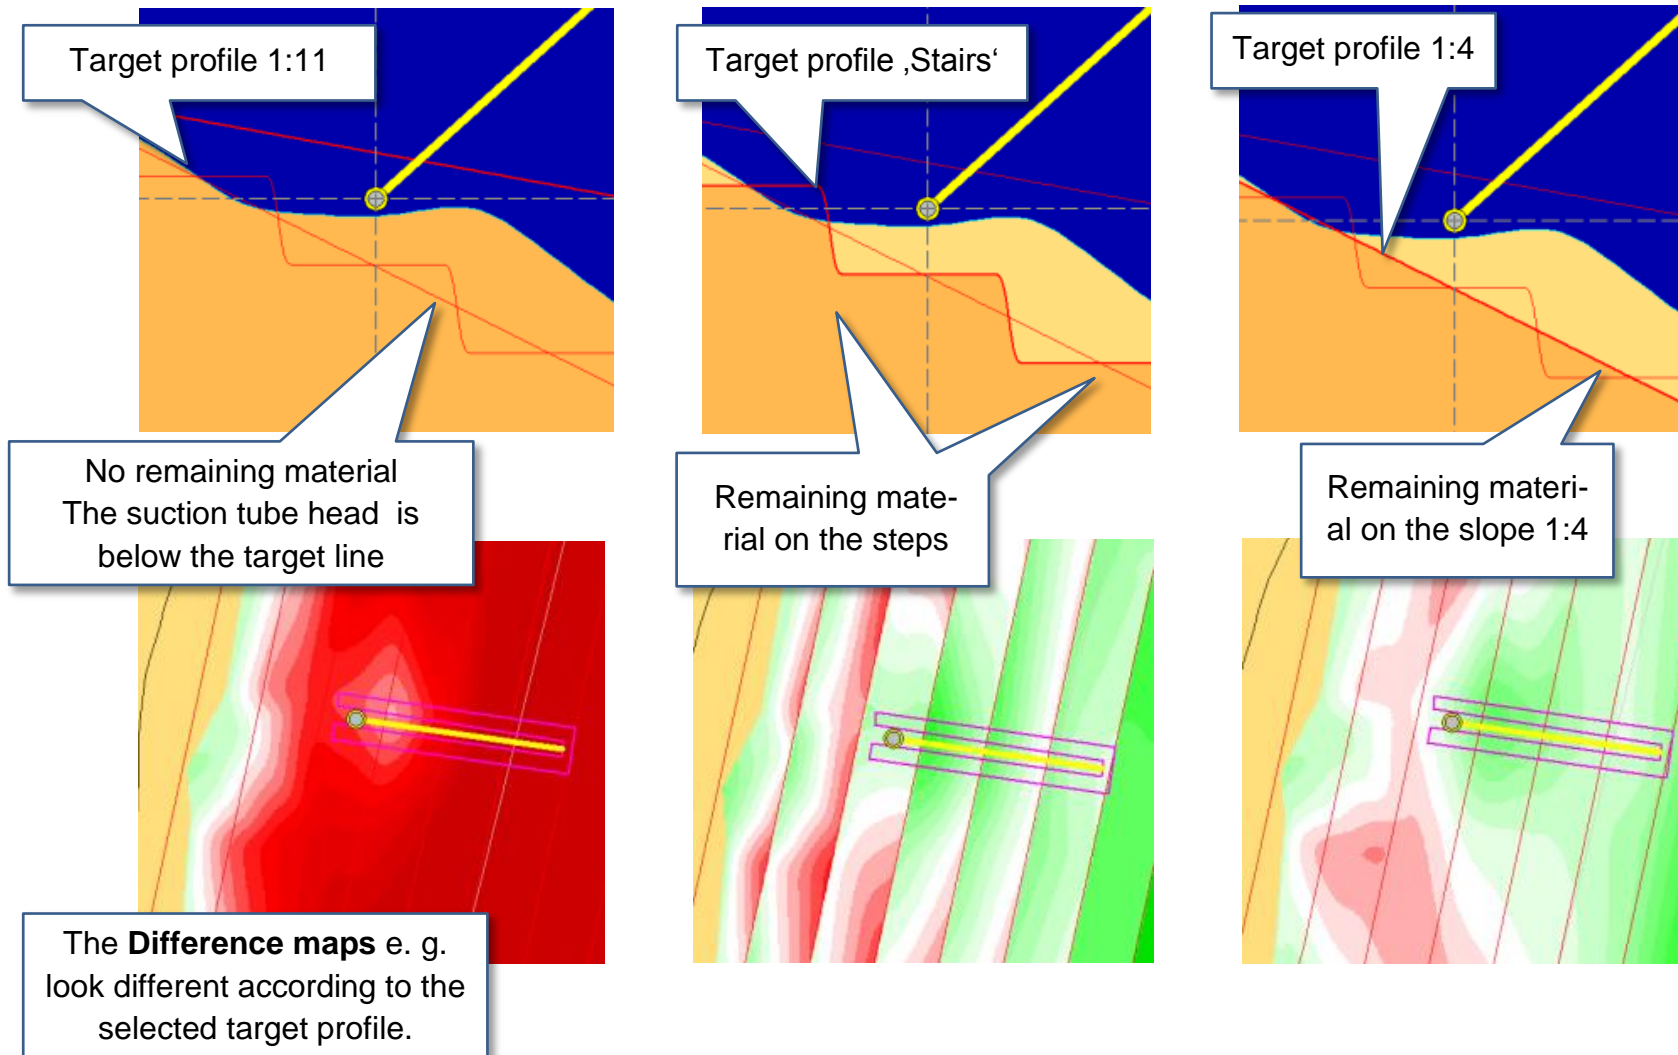 Target profile 1:11
Target profile ‚Stairs‘
Target profile 1:4
No remaining material
The suction tube head  is
below the target line
Remaining mate-
rial on the steps
Remaining materi-
al on the slope 1:4
The Difference maps e. g.
look different according to the
selected target profile.